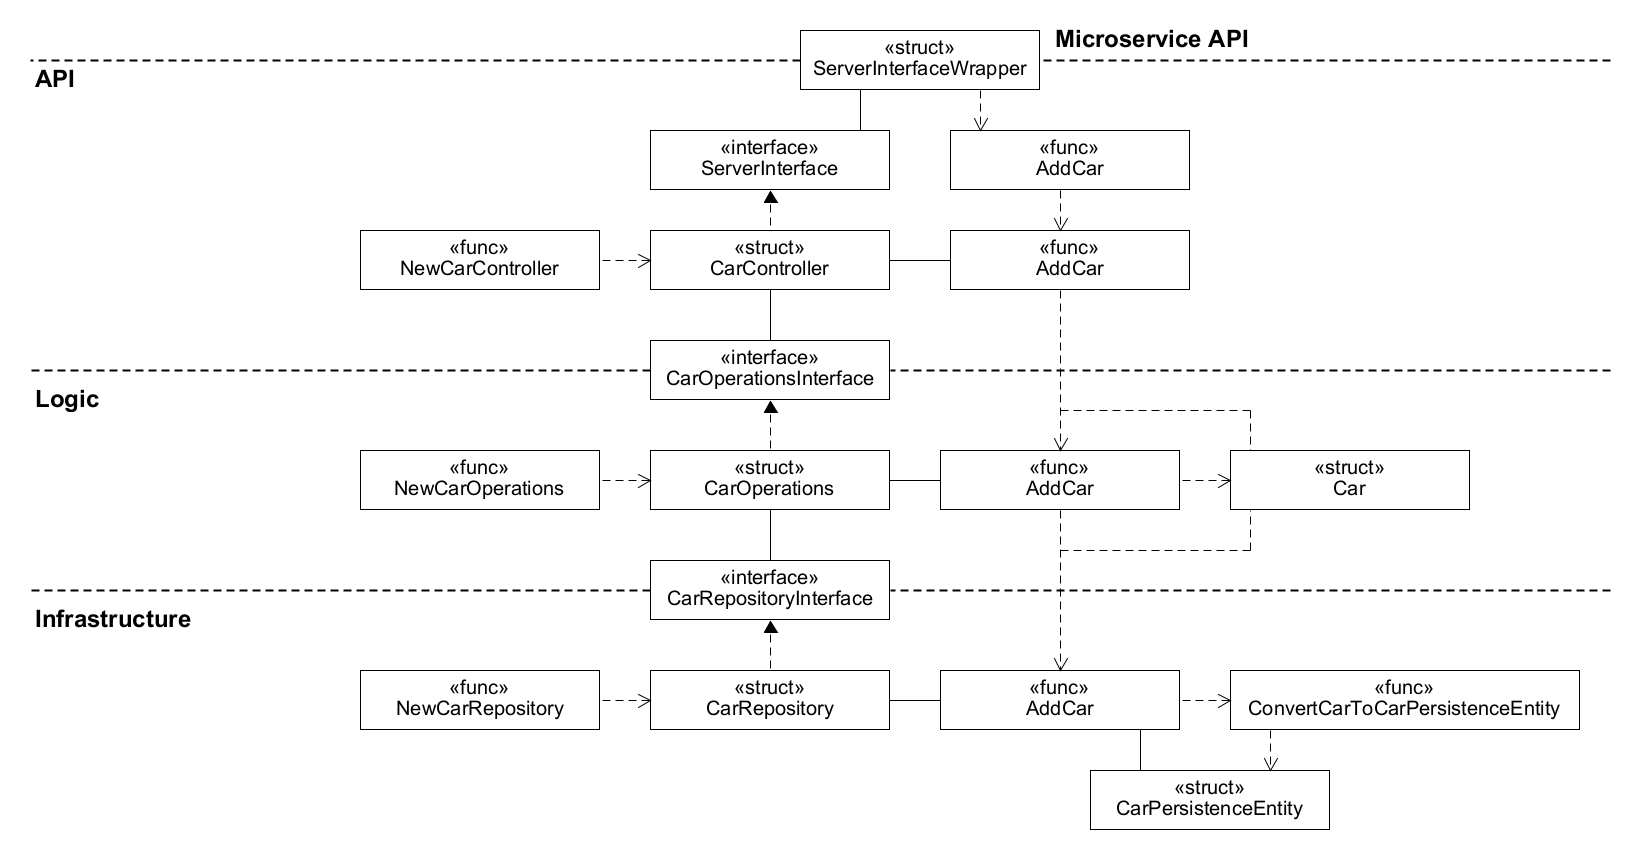 «struct»
ServerInterfaceWrapper
Microservice API
API
«interface»
ServerInterface
«func»
AddCar
«func»
NewCarController
«struct»
CarController
«func»
AddCar
«interface»
CarOperationsInterface
Logic
«func»
NewCarOperations
«struct»
CarOperations
«func»
AddCar
«struct»
Car
«interface»
CarRepositoryInterface
Infrastructure
«func»
NewCarRepository
«struct»
CarRepository
«func»
AddCar
«func»
ConvertCarToCarPersistenceEntity
«struct»
CarPersistenceEntity